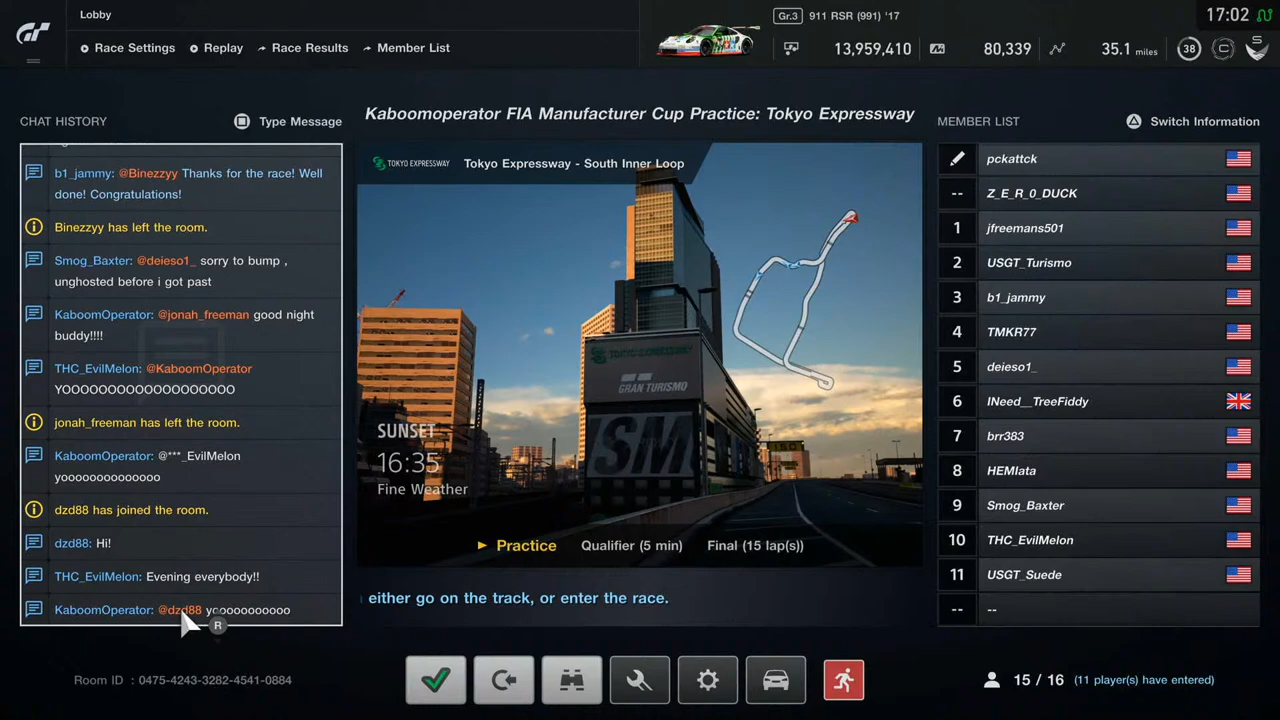 Lobby
Gr.3 911 RSR (991) '17
17:02
Race Settings Replay Race Results Member List
13,959,410 80,339 35.1 miles 38 C S
CHAT HISTORY
Type Message
Kaboomoperator FIA Manufacturer Cup Practice: Tokyo Expressway
MEMBER LIST
Switch Information
b1_jammy: @Binezzyy Thanks for the race! Well
done! Congratulations!
Binezzyy has left the room.
Smog_Baxter: @deieso1_ sorry to bump ,
unghosted before i got past
KaboomOperator: @jonah_freeman good night
buddy!!!!
THC_EvilMelon: @KaboomOperator
YOOOOOOOOOOOOOOOOOO
jonah_freeman has left the room.
KaboomOperator: @***_EvilMelon
yoooooooooooooo
dzd88 has joined the room.
dzd88: Hi!
THC_EvilMelon: Evening everybody!!
KaboomOperator: @dzd88 yooooooooooo
R
TOKYO EXPRESSWAY Tokyo Expressway - South Inner Loop
TOKYO EXPRESSWAY
GRAN TURISMO
SM
SUNSET
16:35
Fine Weather
Practice Qualifier (5 min) Final (15 lap(s))
either go on the track, or enter the race.
pckattck
-- Z_E_R_0_DUCK
1 jfreemans501
2 USGT_Turismo
3 b1_jammy
4 TMKR77
5 deieso1_
6 INeed__TreeFiddy
7 brr383
8 HEMIata
9 Smog_Baxter
10 THC_EvilMelon
11 USGT_Suede
-- --
Room ID : 0475-4243-3282-4541-0884
15 / 16 (11 player(s) have entered)